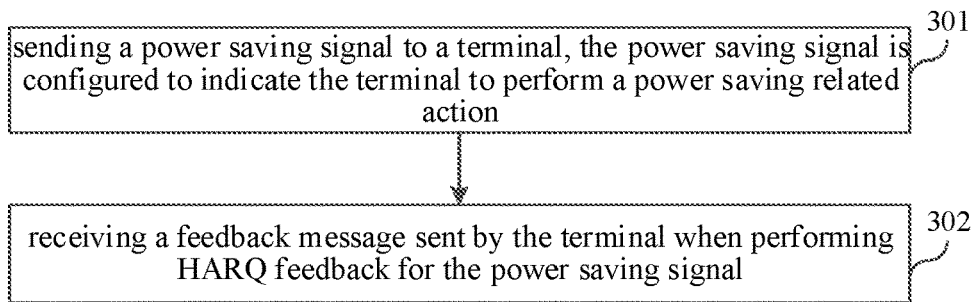 301
sending a power saving signal to a terminal, the power saving signal is
configured to indicate the terminal to perform a power saving related
action
302
receiving a feedback message sent by the terminal when performing
HARQ feedback for the power saving signal